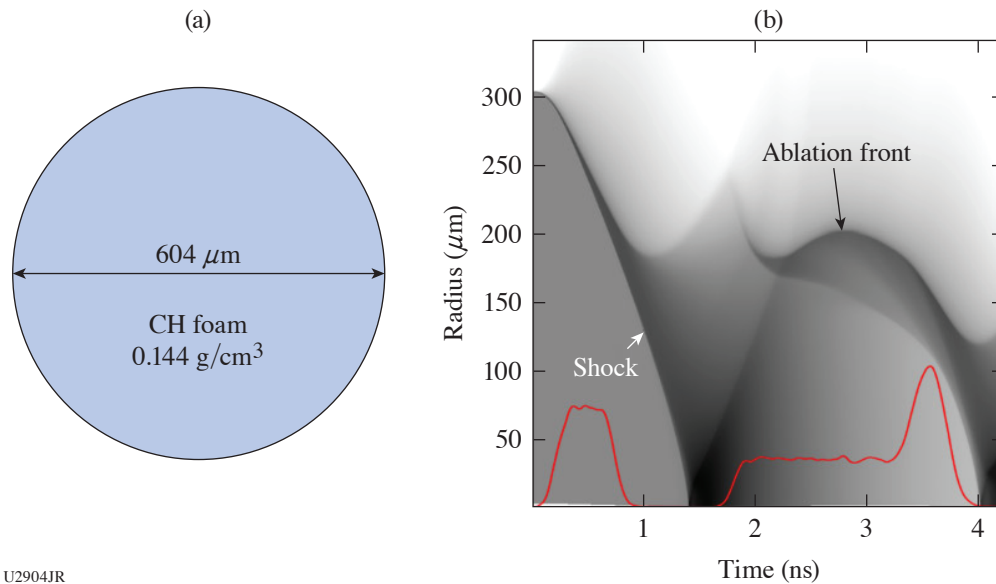 (a)
604 μm
CH foam
0.144 g/cm³
(b)
Radius (μm)
300
250
200
150
100
50
Ablation front
Shock
1
2
3
4
Time (ns)
U2904JR